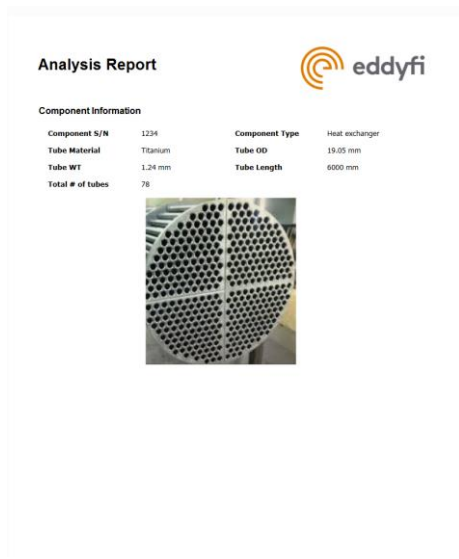 Analysis Report
eddyfi
Component Information
Component S/N 1234 Component Type Heat exchanger
Tube Material Titanium Tube OD 19.05 mm
Tube WT 1.24 mm Tube Length 6000 mm
Total # of tubes 78